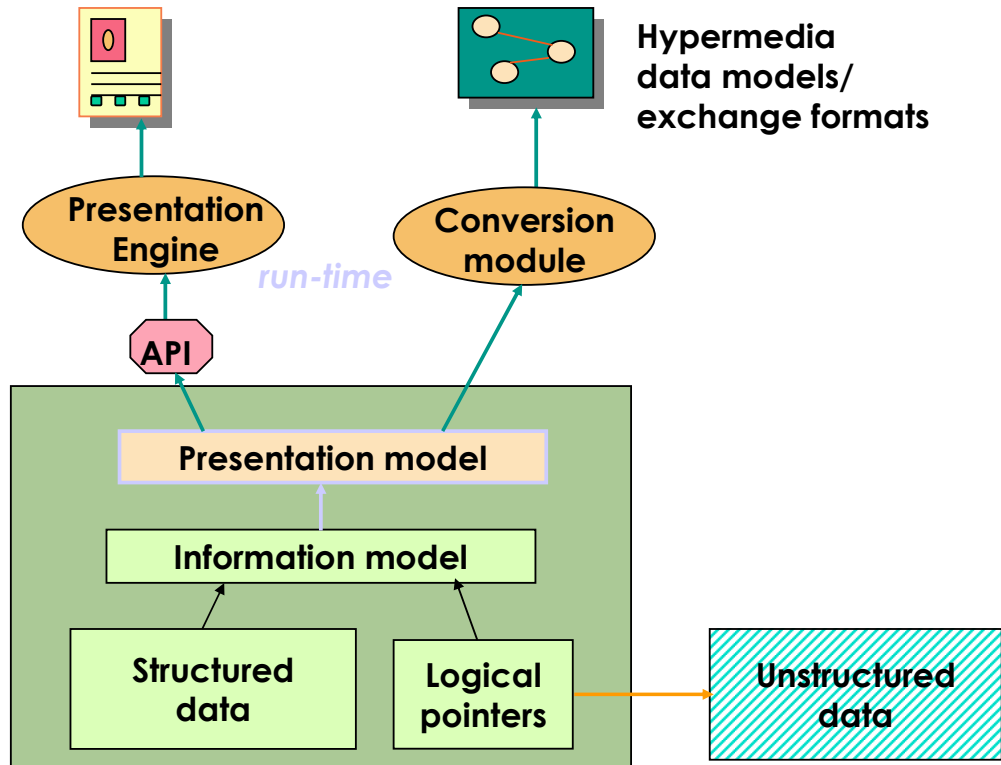 Hypermedia
data models/
exchange formats
Presentation
Engine
Conversion
module
run-time
API
Presentation model
Information model
Structured
data
Logical
pointers
Unstructured
data